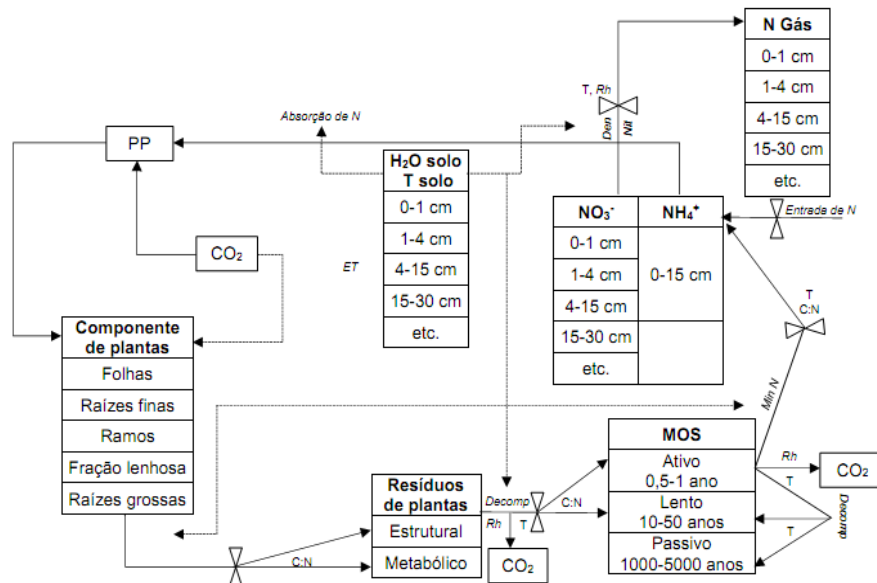 N Gás
0-1 cm
1-4 cm
4-15 cm
15-30 cm
etc.
T, Rh
Den
Nit
Absorção de N
PP
H₂O solo
T solo
0-1 cm
1-4 cm
4-15 cm
15-30 cm
etc.
ET
CO₂
NO₃⁻
NH₄⁺
0-1 cm
1-4 cm
4-15 cm
15-30 cm
etc.
0-15 cm
Entrada de N
T
C:N
Min N
Componente
de plantas
Folhas
Raízes finas
Ramos
Fração lenhosa
Raízes grossas
C:N
Resíduos
de plantas
Estrutural
Metabólico
Decomp
Rh
T
C:N
CO₂
MOS
Ativo
0,5-1 ano
Lento
10-50 anos
Passivo
1000-5000 anos
Rh
T
T
Decomp
CO₂